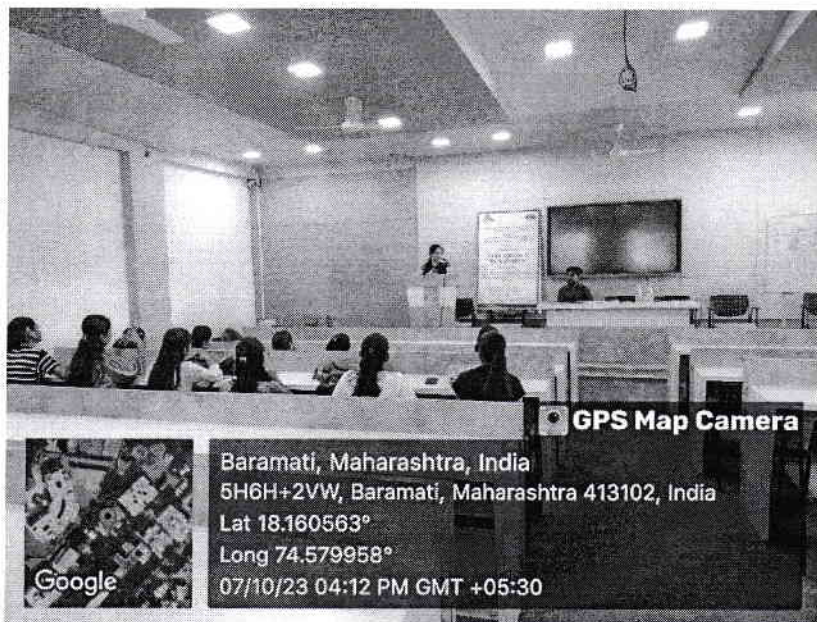 GPS Map Camera
Baramati, Maharashtra, India
5H6H+2VW, Baramati, Maharashtra 413102, India
Lat 18.160563°
Long 74.579958°
07/10/23 04:12 PM GMT +05:30
Google